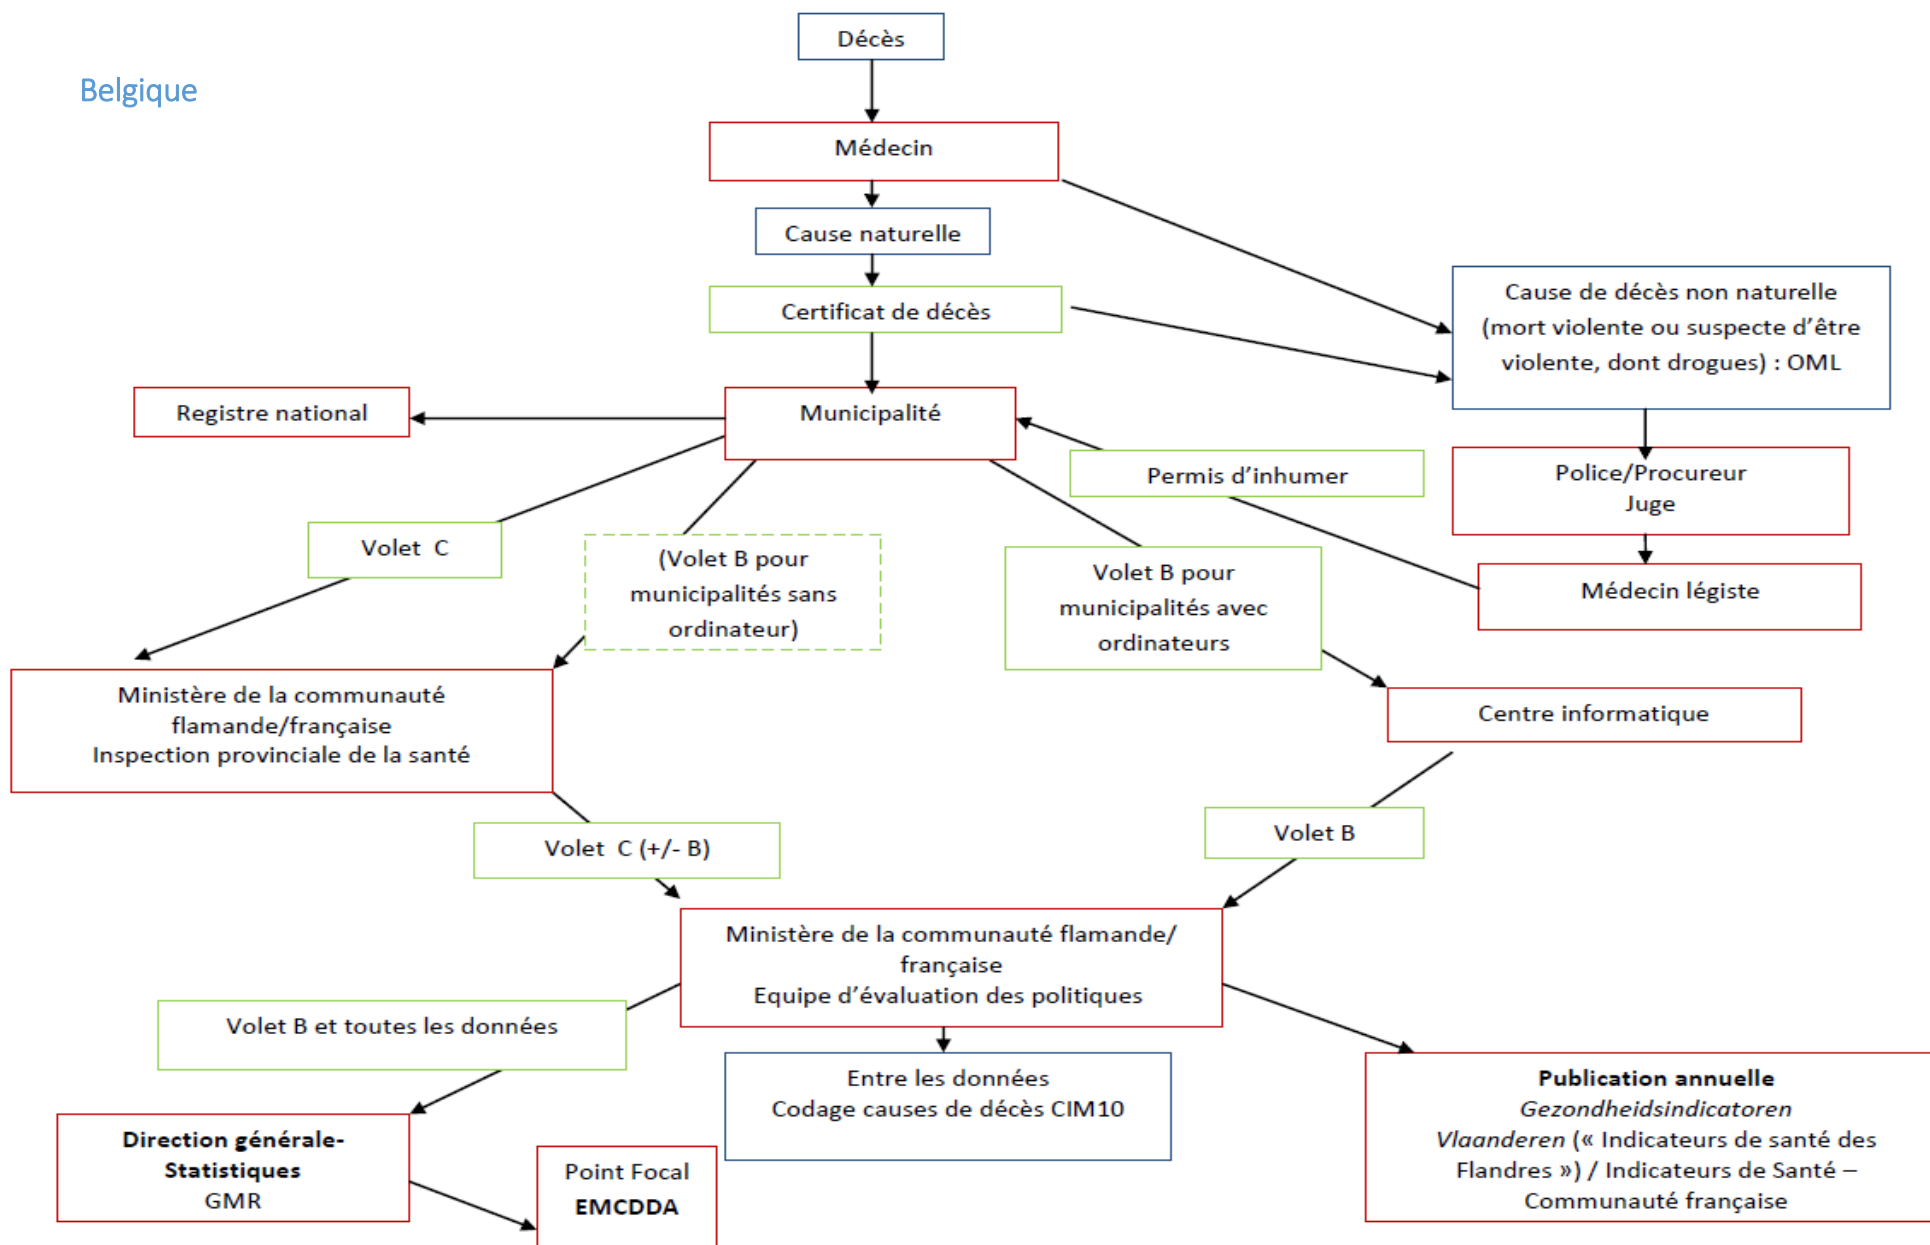 Décès
Belgique
Médecin
Cause naturelle
Certificat de décès
Cause de décès non naturelle
(mort violente ou suspecte d’être
violente, dont drogues) : OML
Registre national
Municipalité
Permis d’inhumer
Police/Procureur
Juge
Volet C
(Volet B pour
municipalités sans
ordinateur)
Volet B pour
municipalités avec
ordinateurs
Médecin légiste
Ministère de la communauté
flamande/française
Inspection provinciale de la santé
Centre informatique
Volet C (+/- B)
Volet B
Ministère de la communauté flamande/
française
Equipe d’évaluation des politiques
Volet B et toutes les données
Entre les données
Codage causes de décès CIM10
Publication annuelle
Gezondheidsindicatoren
Vlaanderen (« Indicateurs de santé des
Flandres ») / Indicateurs de Santé –
Communauté française
Direction générale-
Statistiques
GMR
Point Focal
EMCDDA